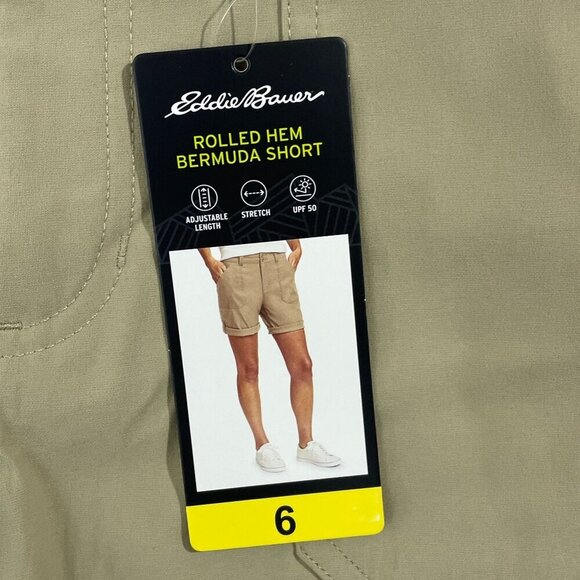 Eddie Bauer
ROLLED HEM
BERMUDA SHORT
ADJUSTABLE
LENGTH
STRETCH
UPF 50
6